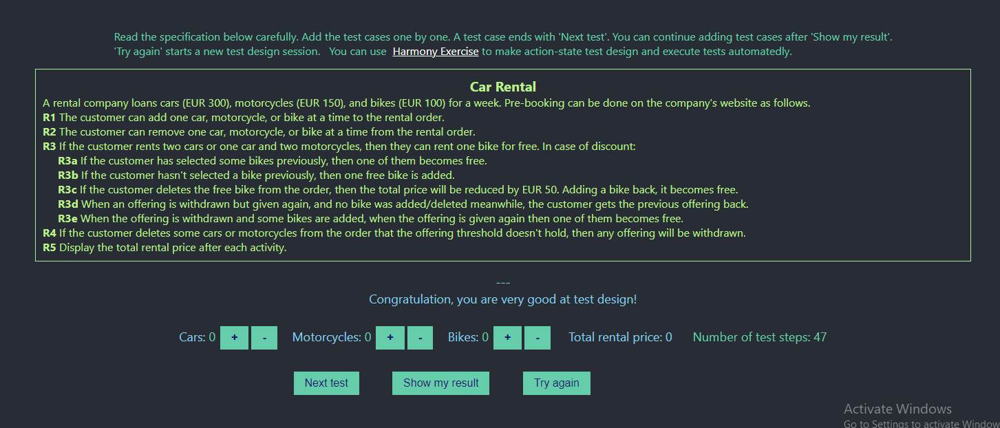 Read the specification below carefully. Add the test cases one by one. A test case ends with 'Next test'. You can continue adding test cases after 'Show my result'.
'Try again' starts a new test design session. You can use Harmony Exercise to make action-state test design and execute tests automatedly.
Car Rental
A rental company loans cars (EUR 300), motorcycles (EUR 150), and bikes (EUR 100) for a week. Pre-booking can be done on the company's website as follows.
R1 The customer can add one car, motorcycle, or bike at a time to the rental order.
R2 The customer can remove one car, motorcycle, or bike at a time from the rental order.
R3 If the customer rents two cars or one car and two motorcycles, then they can rent one bike for free. In case of discount:
R3a If the customer has selected some bikes previously, then one of them becomes free.
R3b If the customer hasn't selected a bike previously, then one free bike is added.
R3c If the customer deletes the free bike from the order, then the total price will be reduced by EUR 50. Adding a bike back, it becomes free.
R3d When an offering is withdrawn but given again, and no bike was added/deleted meanwhile, the customer gets the previous offering back.
R3e When the offering is withdrawn and some bikes are added, when the offering is given again then one of them becomes free.
R4 If the customer deletes some cars or motorcycles from the order that the offering threshold doesn't hold, then any offering will be withdrawn.
R5 Display the total rental price after each activity.
---
Congratulation, you are very good at test design!
Cars: 0 + - Motorcycles: 0 + - Bikes: 0 + - Total rental price: 0 Number of test steps: 47
Next test Show my result Try again
Activate Windows
Go to Settings to activate Window